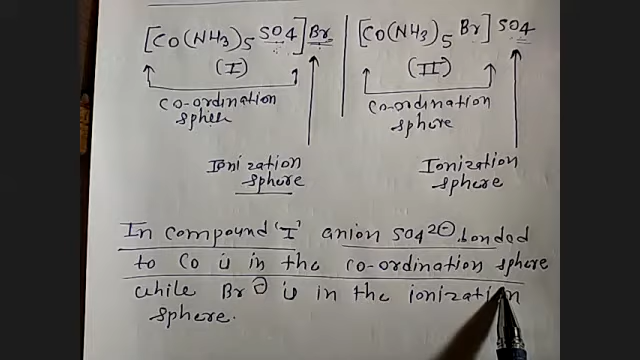 [CO(NH3)5 SO4] Br
(I)
Co-ordination
sphere
Ionization
sphere
[CO(NH3)5 Br] SO4
(II)
Co-ordination
sphere
Ionization
sphere
In compound 'I' anion SO4 2⊖ bonded
to Co is in the co-ordination sphere
while Br⊖ is in the ionization
sphere.